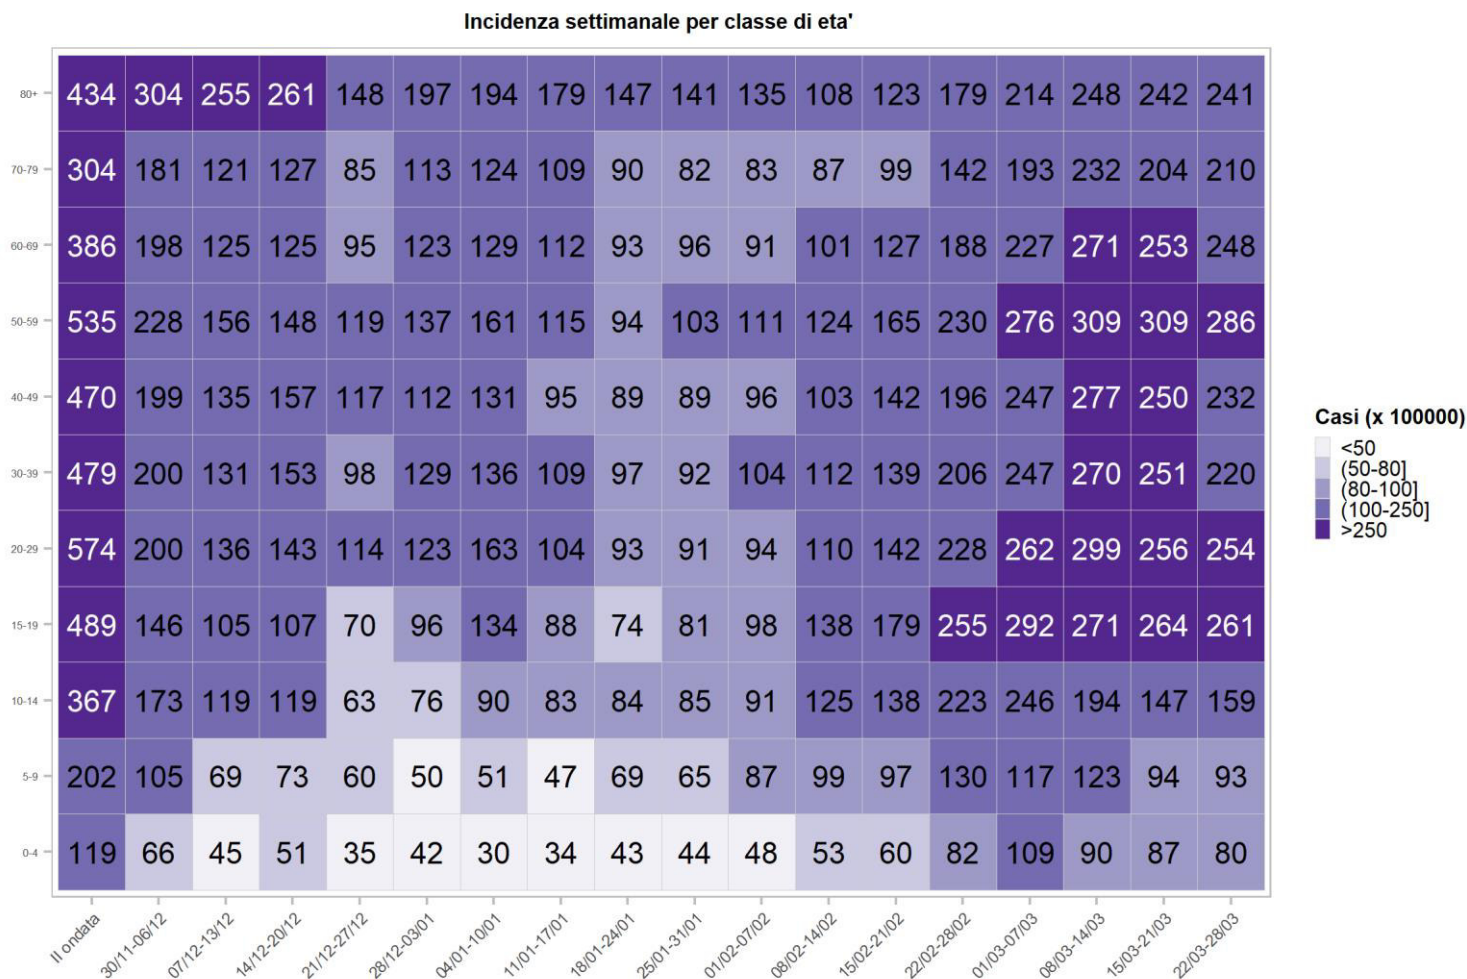 Incidenza settimanale per classe di eta'
80+ 434 304 255 261 148 197 194 179 147 141 135 108 123 179 214 248 242 241
70-79 304 181 121 127 85 113 124 109 90 82 83 87 99 142 193 232 204 210
60-69 386 198 125 125 95 123 129 112 93 96 91 101 127 188 227 271 253 248
50-59 535 228 156 148 119 137 161 115 94 103 111 124 165 230 276 309 309 286
40-49 470 199 135 157 117 112 131 95 89 89 96 103 142 196 247 277 250 232
30-39 479 200 131 153 98 129 136 109 97 92 104 112 139 206 247 270 251 220
20-29 574 200 136 143 114 123 163 104 93 91 94 110 142 228 262 299 256 254
15-19 489 146 105 107 70 96 134 88 74 81 98 138 179 255 292 271 264 261
10-14 367 173 119 119 63 76 90 83 84 85 91 125 138 223 246 194 147 159
5-9 202 105 69 73 60 50 51 47 69 65 87 99 97 130 117 123 94 93
0-4 119 66 45 51 35 42 30 34 43 44 48 53 60 82 109 90 87 80
II ondata 30/11-06/12 07/12-13/12 14/12-20/12 21/12-27/12 28/12-03/01 04/01-10/01 11/01-17/01 18/01-24/01 25/01-31/01 01/02-07/02 08/02-14/02 15/02-21/02 22/02-28/02 01/03-07/03 08/03-14/03 15/03-21/03 22/03-28/03
Casi (x 100000)
<50
(50-80]
(80-100]
(100-250]
>250